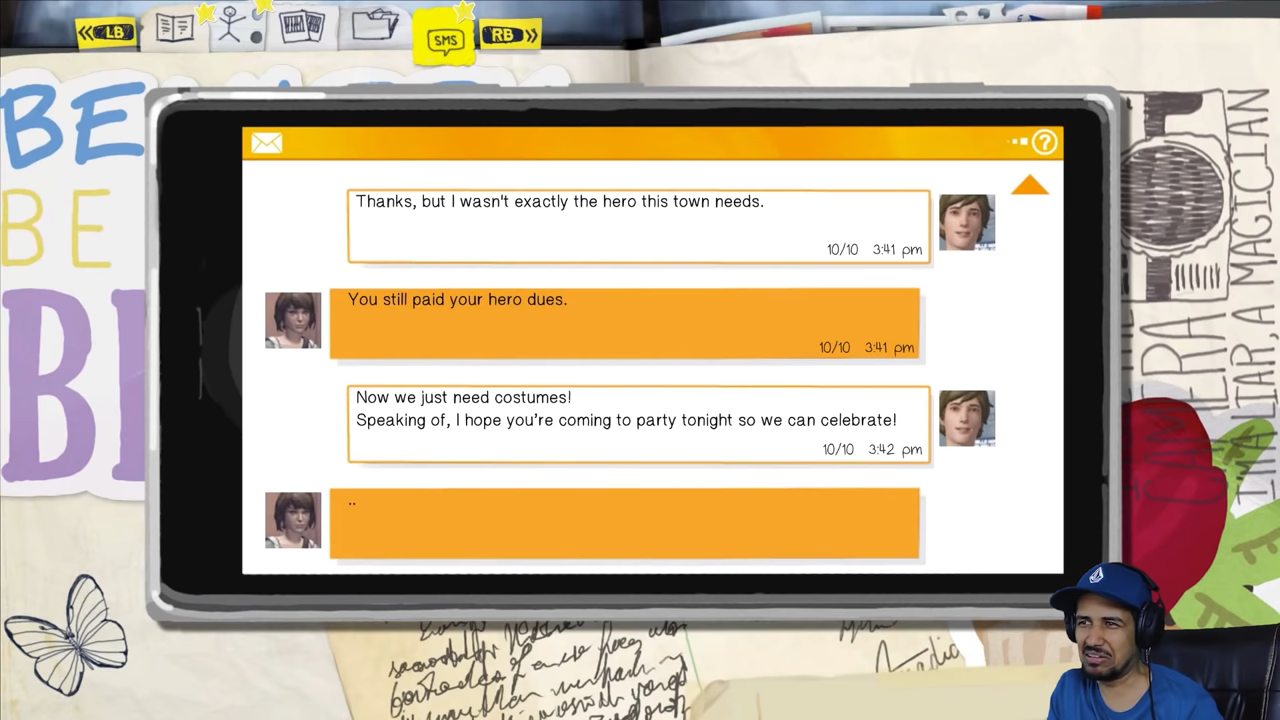 LB
SMS
RB
BE
BE
Thanks, but I wasn't exactly the hero this town needs.
10/10 3:41 pm
You still paid your hero dues.
10/10 3:41 pm
Now we just need costumes!
Speaking of, I hope you're coming to party tonight so we can celebrate!
10/10 3:42 pm
..
?
A MAGICIAN